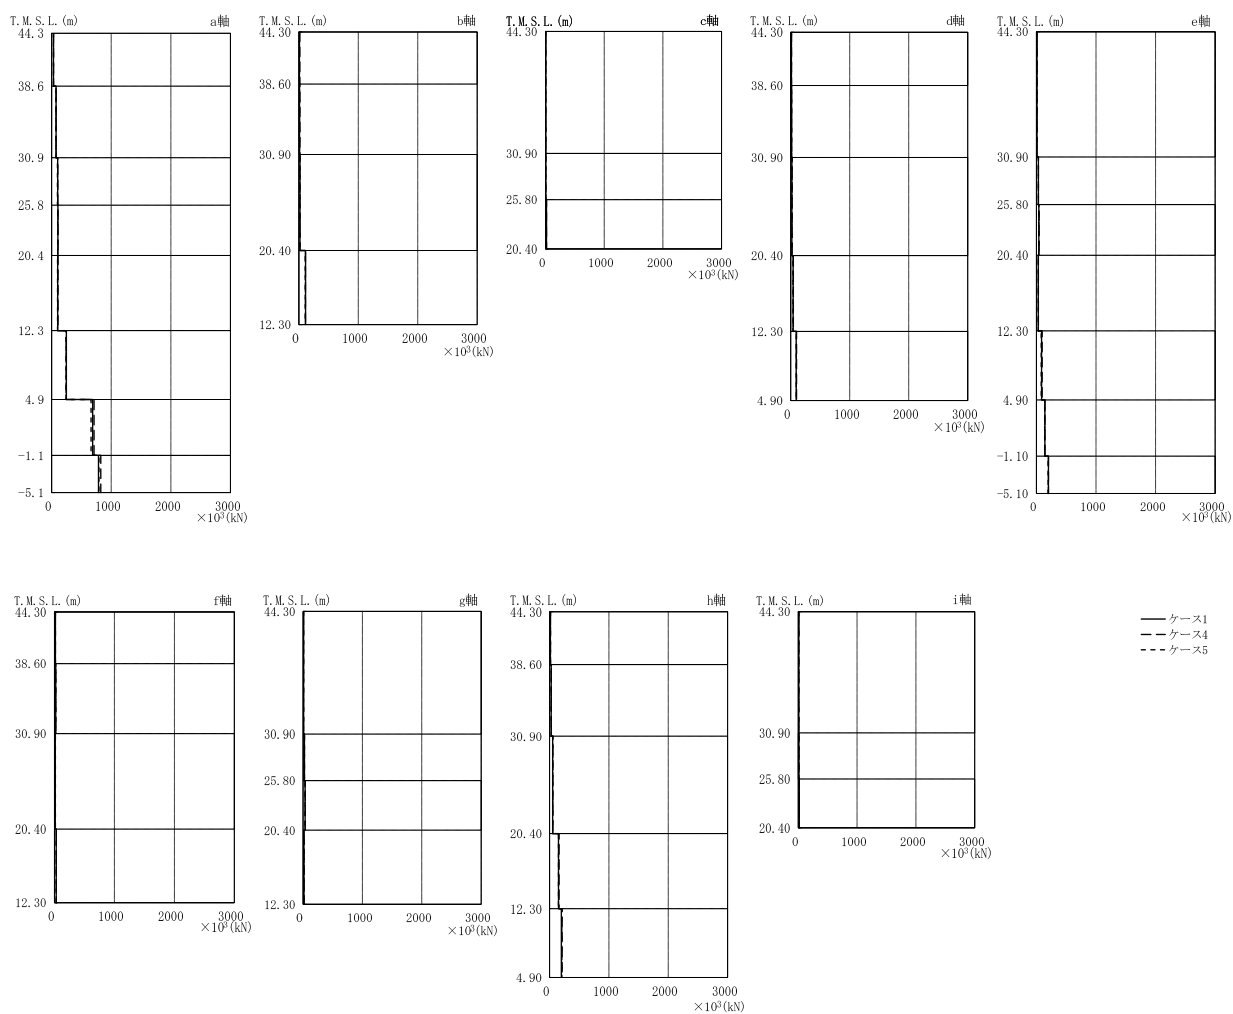 T.M.S.L.(m) a軸
44.3
38.6
30.9
25.8
20.4
12.3
4.9
-1.1
-5.1
0 1000 2000 3000
×10³(kN)
T.M.S.L.(m) b軸
44.30
38.60
30.90
20.40
12.30
0 1000 2000 3000
×10³(kN)
T.M.S.L.(m) c軸
44.30
30.90
25.80
20.40
0 1000 2000 3000
×10³(kN)
T.M.S.L.(m) d軸
44.30
38.60
30.90
20.40
12.30
4.90
0 1000 2000 3000
×10³(kN)
T.M.S.L.(m) e軸
44.30
30.90
25.80
20.40
12.30
4.90
-1.10
-5.10
0 1000 2000 3000
×10³(kN)
T.M.S.L.(m) f軸
44.30
38.60
30.90
20.40
12.30
0 1000 2000 3000
×10³(kN)
T.M.S.L.(m) g軸
44.30
30.90
25.80
20.40
12.30
0 1000 2000 3000
×10³(kN)
T.M.S.L.(m) h軸
44.30
38.60
30.90
20.40
12.30
4.90
0 1000 2000 3000
×10³(kN)
T.M.S.L.(m) i軸
44.30
30.90
25.80
20.40
0 1000 2000 3000
×10³(kN)
ケース1
ケース4
ケース5